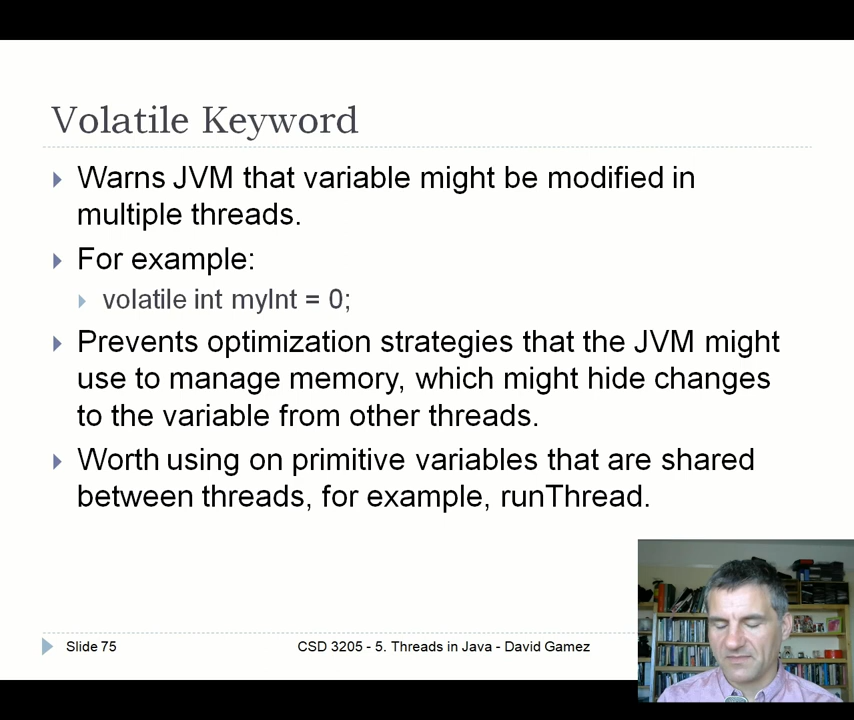 Volatile Keyword
Warns JVM that variable might be modified in
multiple threads.
For example:
volatile int myInt = 0;
Prevents optimization strategies that the JVM might
use to manage memory, which might hide changes
to the variable from other threads.
Worth using on primitive variables that are shared
between threads, for example, runThread.
Slide 75
CSD 3205 - 5. Threads in Java - David Gamez